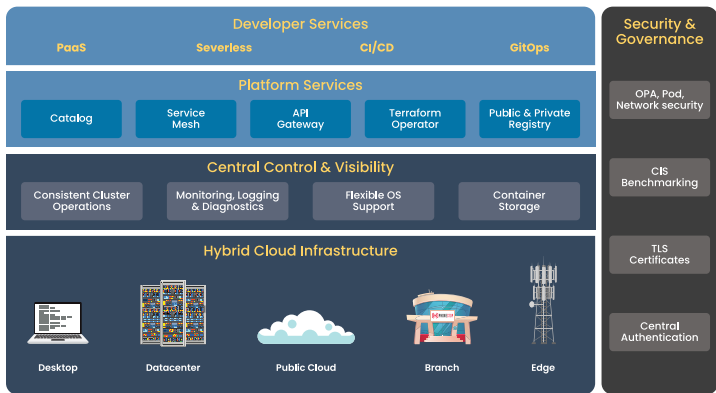 Developer Services
PaaS
Severless
CI/CD
GitOps
Platform Services
Catalog
Service
Mesh
API
Gateway
Terraform
Operator
Public & Private
Registry
Central Control & Visibility
Consistent Cluster
Operations
Monitoring, Logging
& Diagnostics
Flexible OS
Support
Container
Storage
Hybrid Cloud Infrastructure
Desktop
Datacenter
Public Cloud
Branch
Edge
Security &
Governance
OPA, Pod,
Network security
CIS
Benchmarking
TLS
Certificates
Central
Authentication